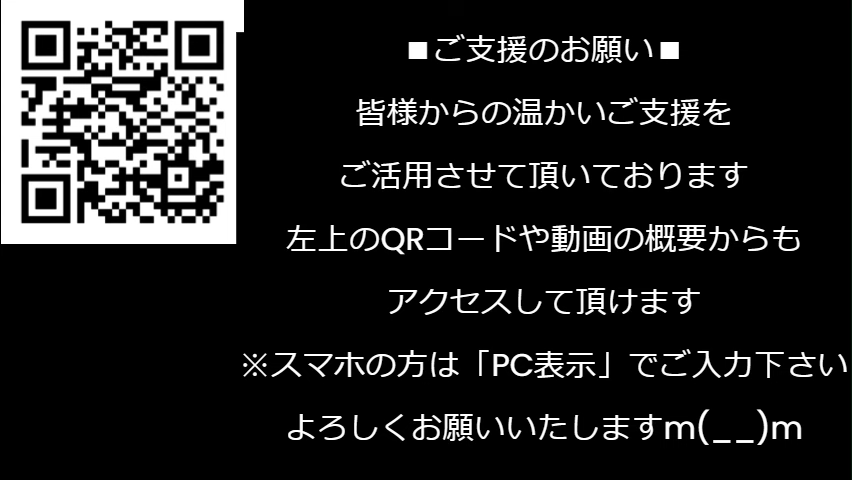 ■ご支援のお願い■
皆様からの温かいご支援を
ご活用させて頂いております
左上のQRコードや動画の概要からも
アクセスして頂けます
※スマホの方は「PC表示」でご入力下さい
よろしくお願いいたしますm(__)m